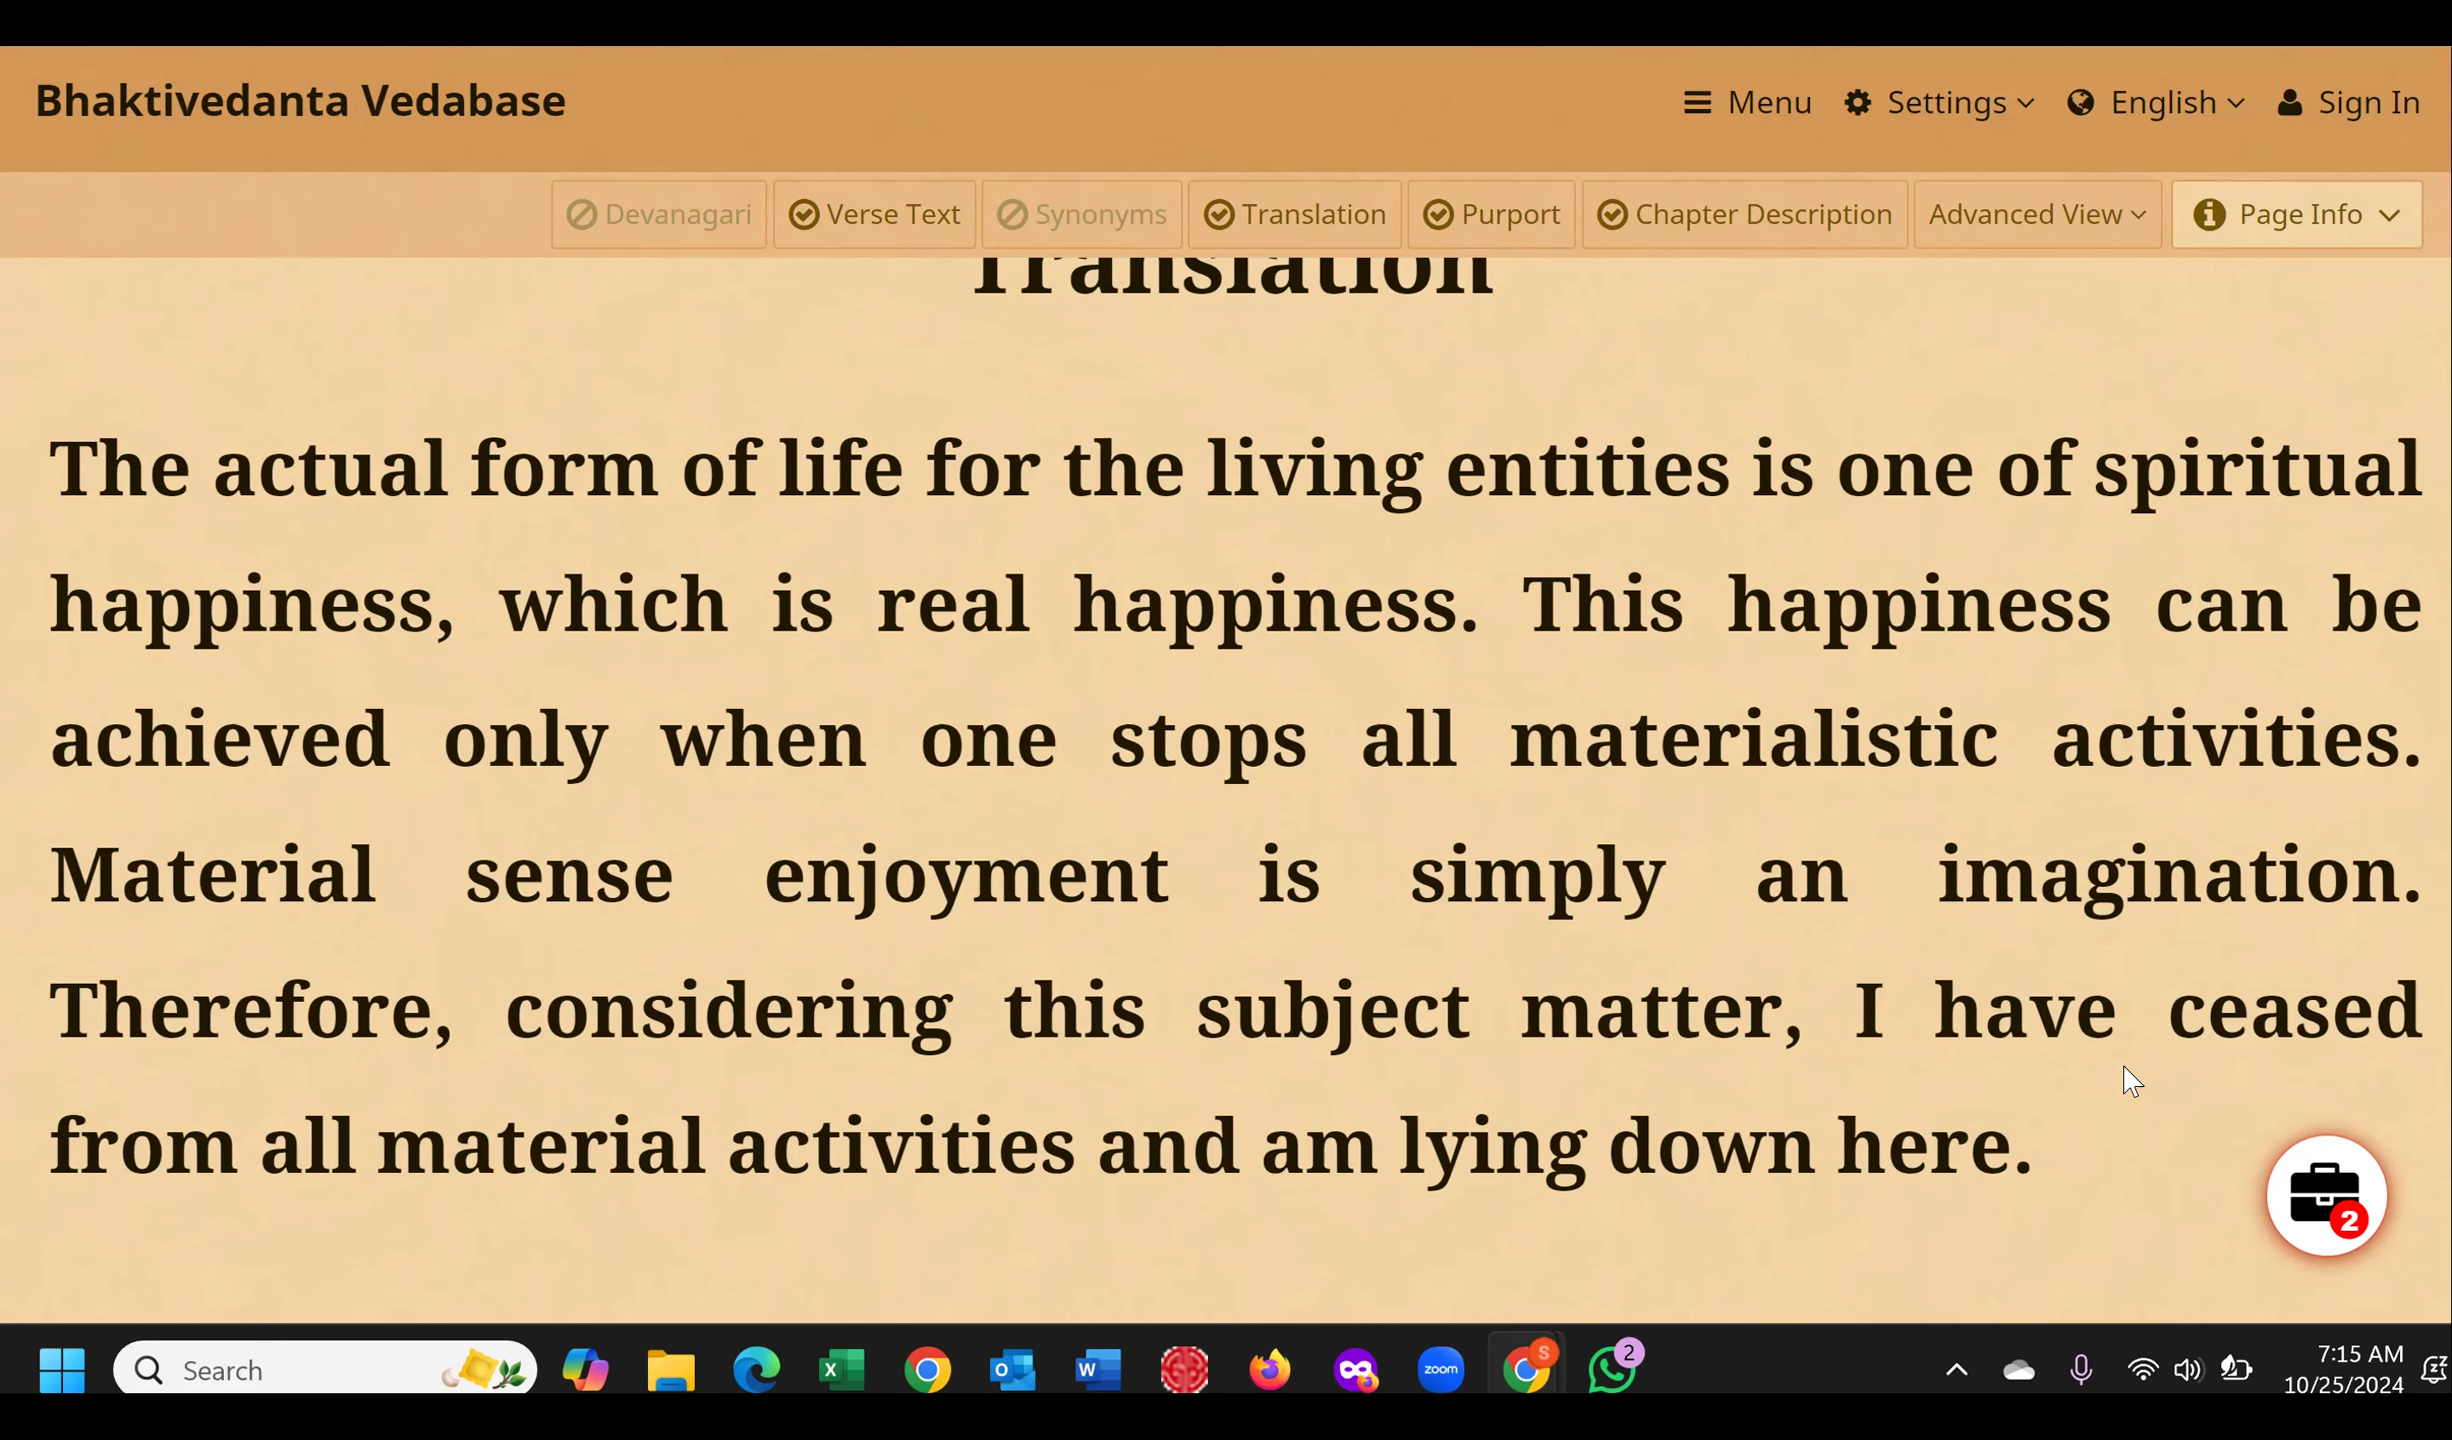 Bhaktivedanta Vedabase
Menu Settings English Sign In
Devanagari Verse Text Synonyms Translation Purport Chapter Description Advanced View Page Info
Translation
The actual form of life for the living entities is one of spiritual
happiness, which is real happiness. This happiness can be
achieved only when one stops all materialistic activities.
Material sense enjoyment is simply an imagination.
Therefore, considering this subject matter, I have ceased
from all material activities and am lying down here.
2
Search
X
O
W
zoom
S
2
7:15 AM
10/25/2024